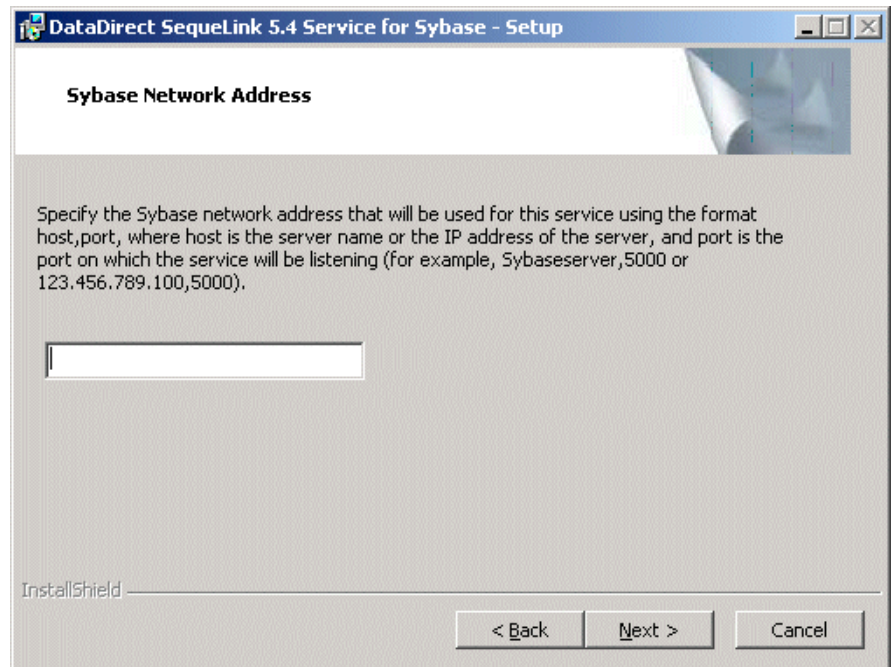 DataDirect SequeLink 5.4 Service for Sybase - Setup
Sybase Network Address
Specify the Sybase network address that will be used for this service using the format
host,port, where host is the server name or the IP address of the server, and port is the
port on which the service will be listening (for example, Sybaseserver,5000 or
123.456.789.100,5000).
InstallShield
< Back
Next >
Cancel